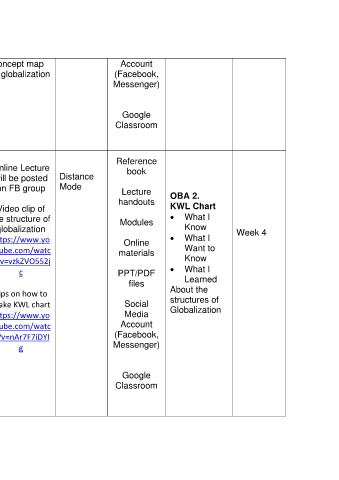 oncept map
globalization
Account
(Facebook,
Messenger)
Google
Classroom
nline Lecture
ill be posted
n FB group
Video clip of
e structure of
lobalization
tps://www.yo
ube.com/watc
v=vzkZVO552j
c
ips on how to
ake KWL chart
tps://www.yo
ube.com/watc
?v=nAr7F7iDYI
g
Distance
Mode
Reference
book
Lecture
handouts
Modules
Online
materials
PPT/PDF
files
Social
Media
Account
(Facebook,
Messenger)
Google
Classroom
OBA 2.
KWL Chart
• What I
Know
• What I
Want to
Know
• What I
Learned
About the
structures of
Globalization
Week 4